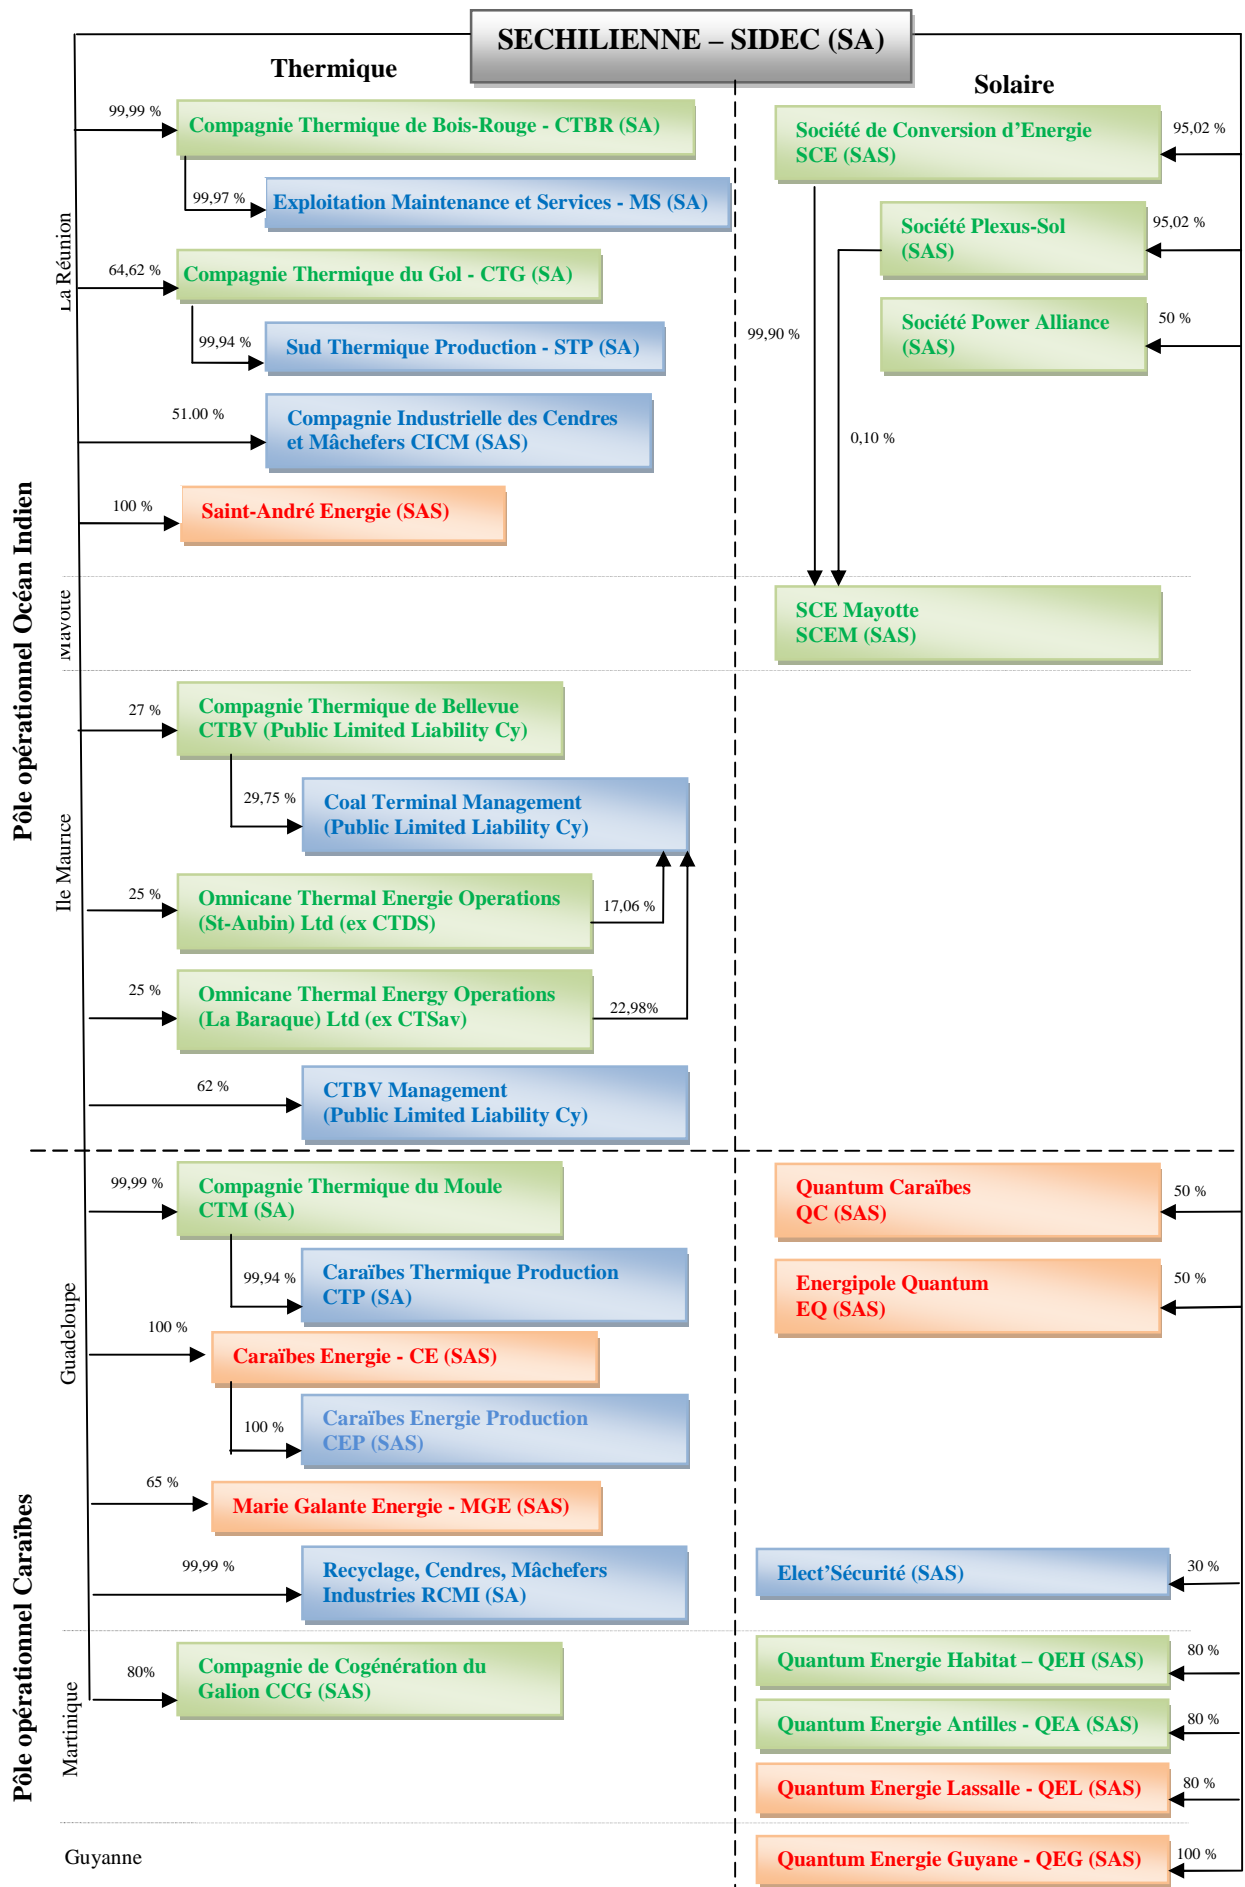 SECHILIENNE – SIDEC (SA)
Thermique
Solaire
Pôle opérationnel Océan Indien
La Réunion
99,99 %
Compagnie Thermique de Bois-Rouge - CTBR (SA)
99,97 %
Exploitation Maintenance et Services - MS (SA)
64,62 %
Compagnie Thermique du Gol - CTG (SA)
99,94 %
Sud Thermique Production - STP (SA)
51.00 %
Compagnie Industrielle des Cendres
et Mâchefers CICM (SAS)
100 %
Saint-André Energie (SAS)
Société de Conversion d'Energie
SCE (SAS)
95,02 %
Société Plexus-Sol
(SAS)
95,02 %
Société Power Alliance
(SAS)
50 %
99,90 %
0,10 %
Mayotte
SCE Mayotte
SCEM (SAS)
Ile Maurice
27 %
Compagnie Thermique de Bellevue
CTBV (Public Limited Liability Cy)
29,75 %
Coal Terminal Management
(Public Limited Liability Cy)
25 %
Omnicane Thermal Energie Operations
(St-Aubin) Ltd (ex CTDS)
17,06 %
25 %
Omnicane Thermal Energy Operations
(La Baraque) Ltd (ex CTSav)
22,98%
62 %
CTBV Management
(Public Limited Liability Cy)
Pôle opérationnel Caraïbes
Guadeloupe
99,99 %
Compagnie Thermique du Moule
CTM (SA)
99,94 %
Caraïbes Thermique Production
CTP (SA)
100 %
Caraïbes Energie - CE (SAS)
100 %
Caraïbes Energie Production
CEP (SAS)
65 %
Marie Galante Energie - MGE (SAS)
99,99 %
Recyclage, Cendres, Mâchefers
Industries RCMI (SA)
Quantum Caraïbes
QC (SAS)
50 %
Energipole Quantum
EQ (SAS)
50 %
Elect'Sécurité (SAS)
30 %
Martinique
80%
Compagnie de Cogénération du
Galion CCG (SAS)
Quantum Energie Habitat – QEH (SAS)
80 %
Quantum Energie Antilles - QEA (SAS)
80 %
Quantum Energie Lassalle - QEL (SAS)
80 %
Guyanne
Quantum Energie Guyane - QEG (SAS)
100 %